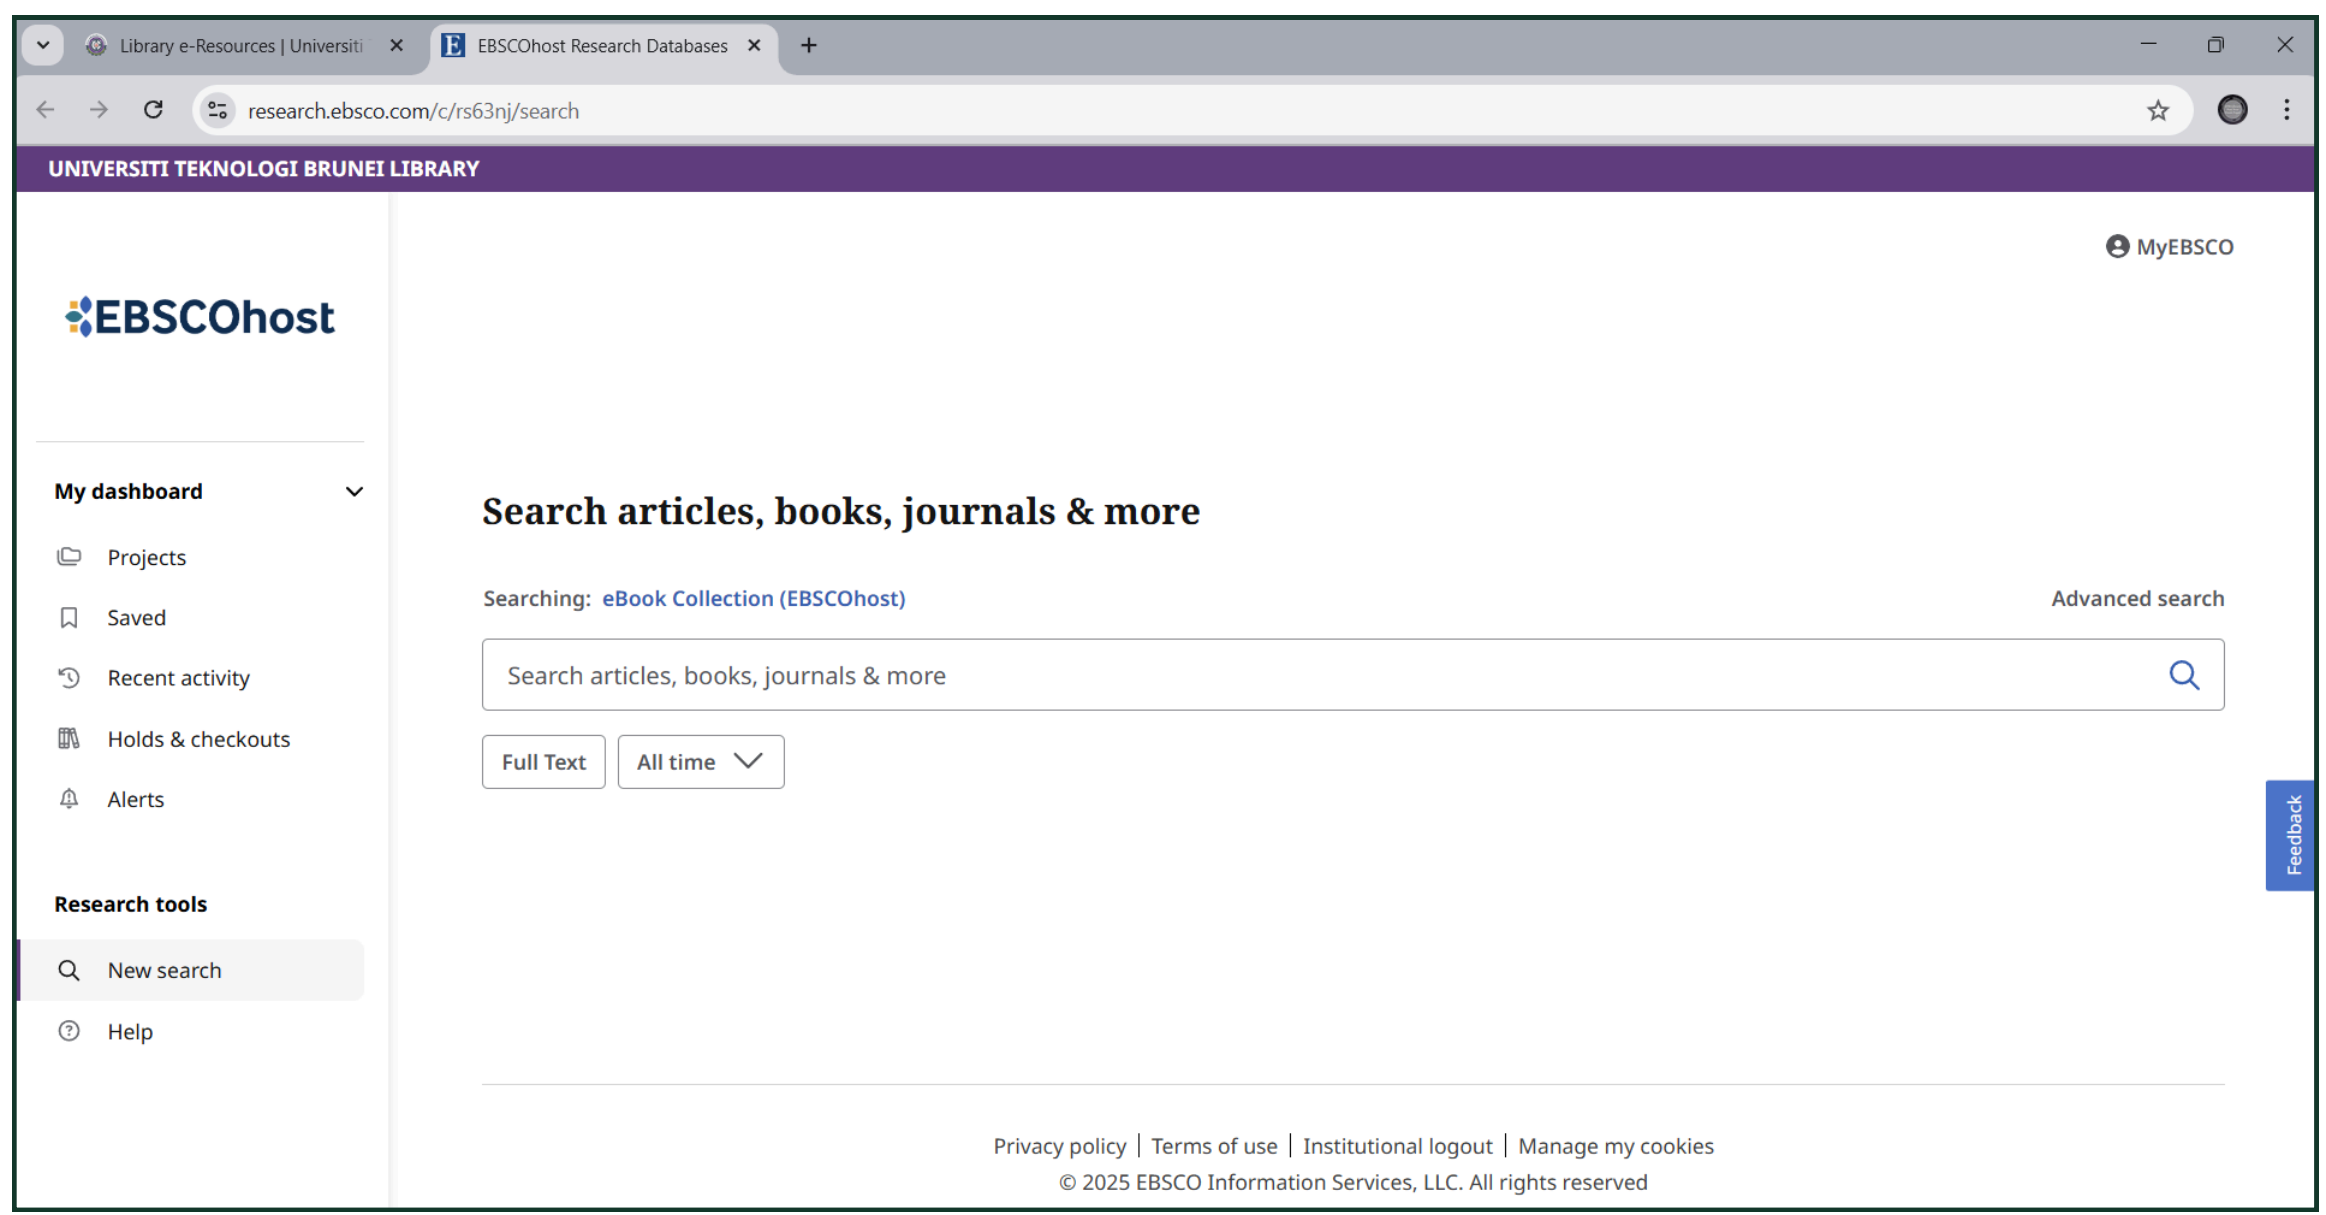 Library e-Resources | Universiti
EBSCOhost Research Databases
research.ebsco.com/c/rs63nj/search
UNIVERSITI TEKNOLOGI BRUNEI LIBRARY
MyEBSCO
EBSCOhost
My dashboard
Projects
Saved
Recent activity
Holds & checkouts
Alerts
Research tools
New search
Help
Search articles, books, journals & more
Searching: eBook Collection (EBSCOhost)
Advanced search
Search articles, books, journals & more
Full Text
All time
Feedback
Privacy policy | Terms of use | Institutional logout | Manage my cookies
© 2025 EBSCO Information Services, LLC. All rights reserved